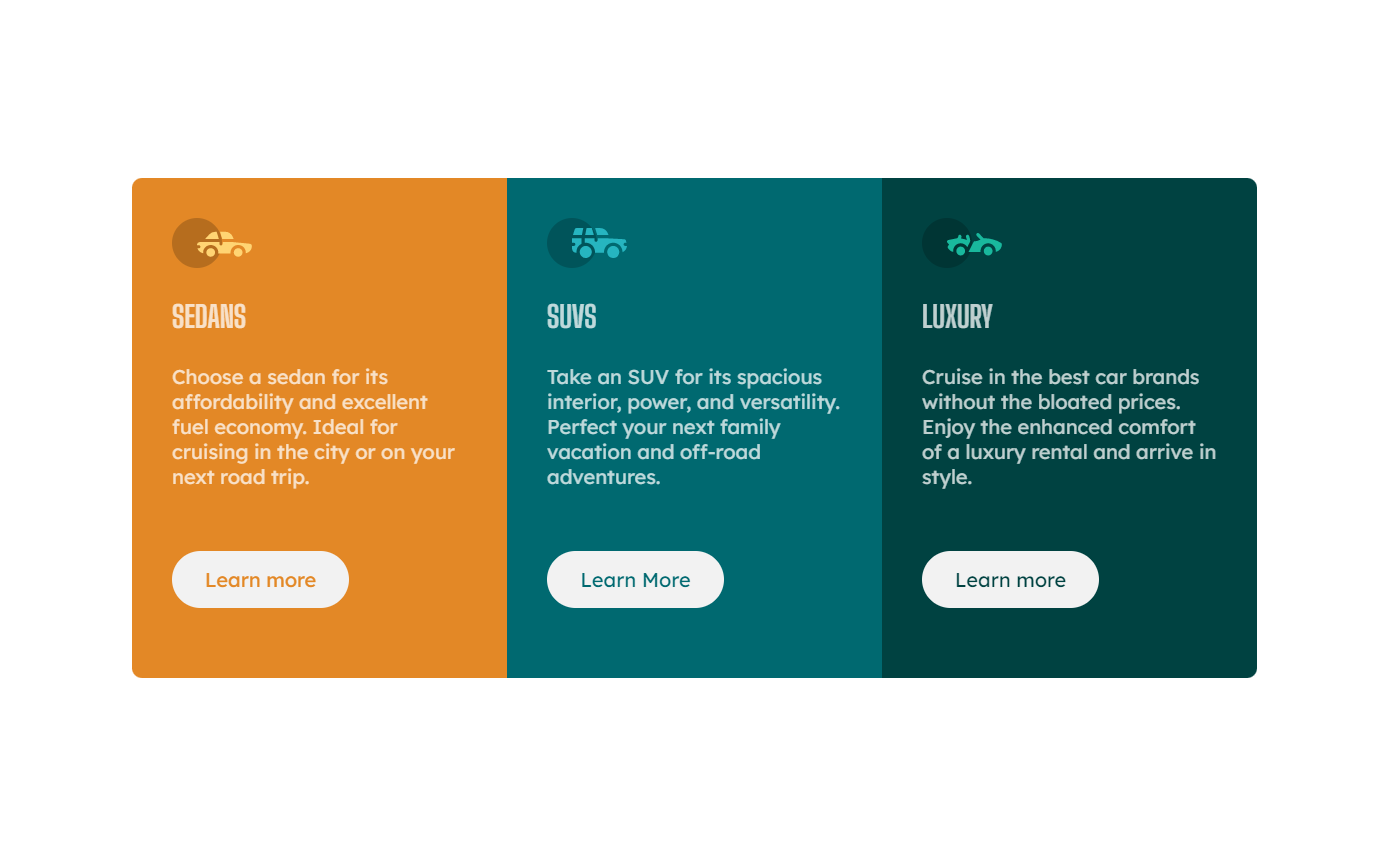 SEDANS
Choose a sedan for its
affordability and excellent
fuel economy. Ideal for
cruising in the city or on your
next road trip.
Learn more
SUVS
Take an SUV for its spacious
interior, power, and versatility.
Perfect your next family
vacation and off-road
adventures.
Learn More
LUXURY
Cruise in the best car brands
without the bloated prices.
Enjoy the enhanced comfort
of a luxury rental and arrive in
style.
Learn more